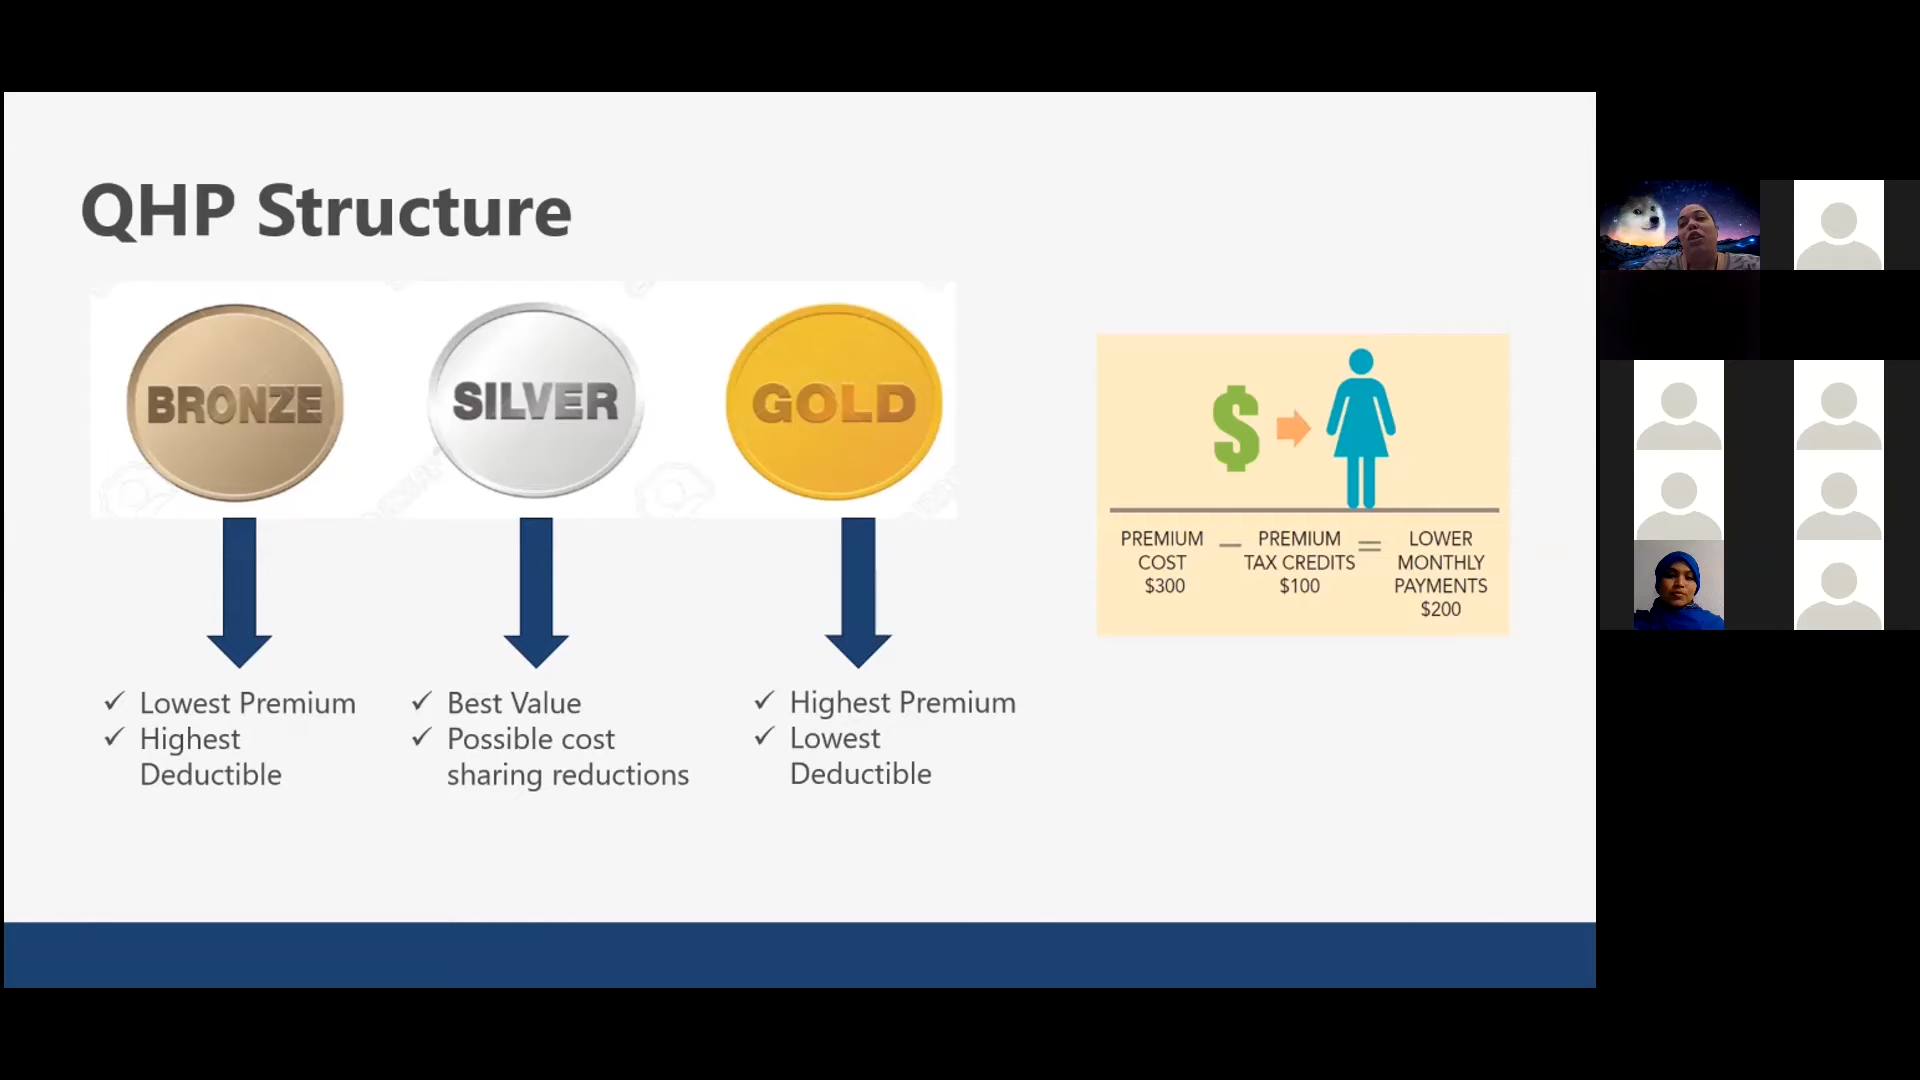 QHP Structure
BRONZE
SILVER
GOLD
✓ Lowest Premium
✓ Highest
Deductible
✓ Best Value
✓ Possible cost
sharing reductions
✓ Highest Premium
✓ Lowest
Deductible
$
PREMIUM
COST
$300
—
PREMIUM
TAX CREDITS
$100
=
LOWER
MONTHLY
PAYMENTS
$200